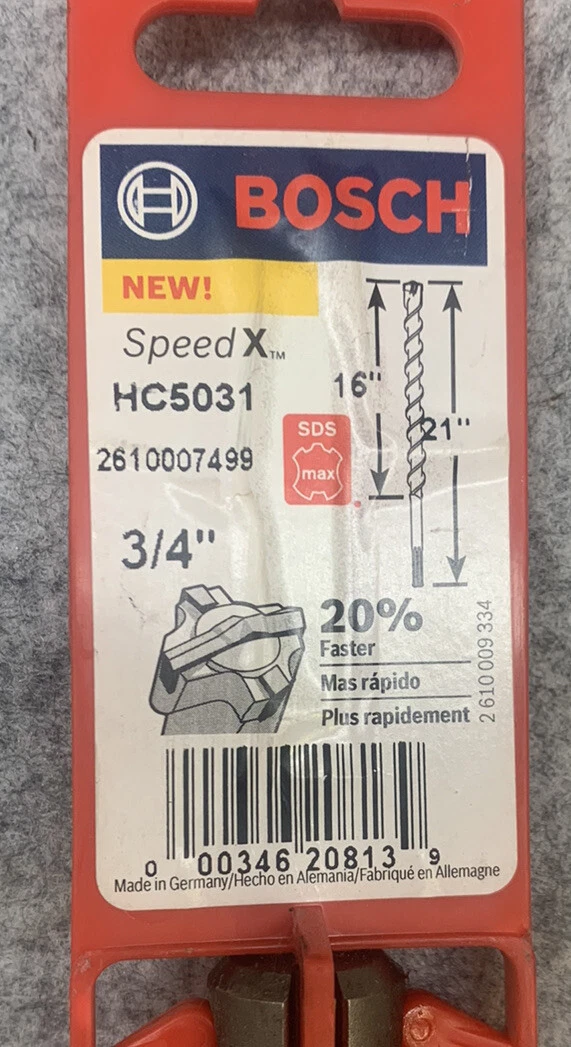 BOSCH
NEW!
Speed X™
HC5031
2610007499
3/4"
16"
21"
SDS
max
20%
Faster
Mas rápido
Plus rapidement
2 610 009 334
0 00346 20813 9
Made in Germany/Hecho en Alemania/Fabriqué en Allemagne